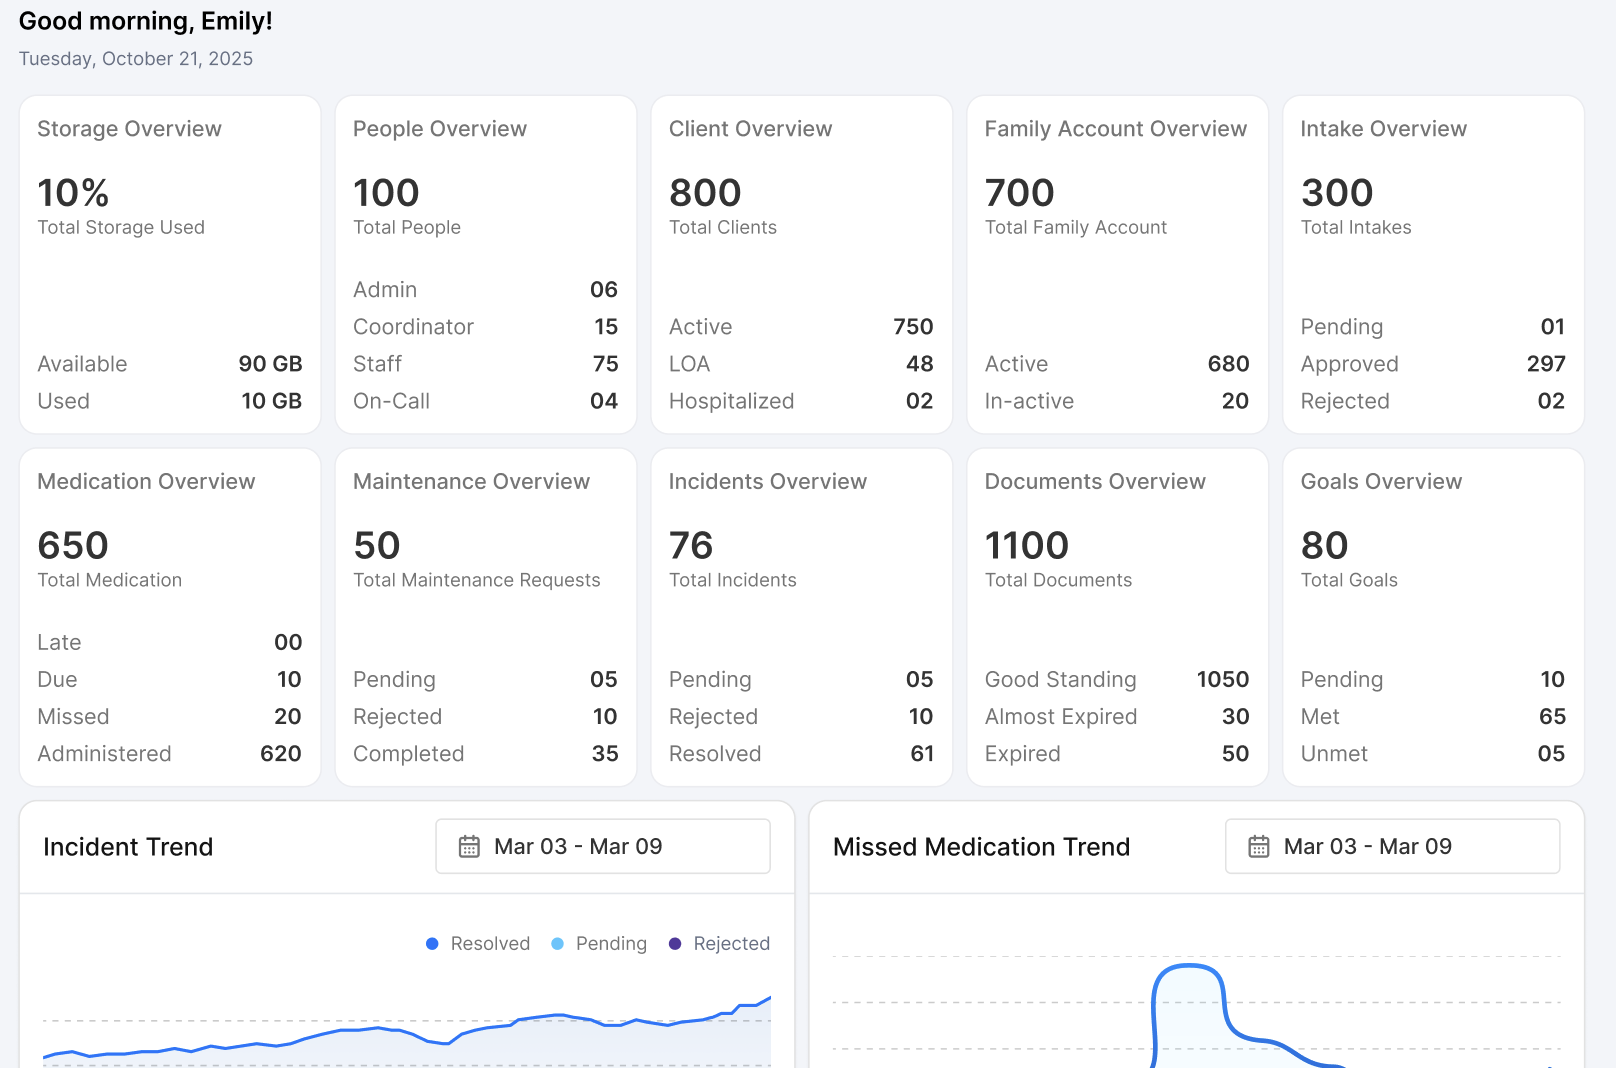 Good morning, Emily!
Tuesday, October 21, 2025
Storage Overview
10%
Total Storage Used
Available 90 GB
Used 10 GB
People Overview
100
Total People
Admin 06
Coordinator 15
Staff 75
On-Call 04
Client Overview
800
Total Clients
Active 750
LOA 48
Hospitalized 02
Family Account Overview
700
Total Family Account
Active 680
In-active 20
Intake Overview
300
Total Intakes
Pending 01
Approved 297
Rejected 02
Medication Overview
650
Total Medication
Late 00
Due 10
Missed 20
Administered 620
Maintenance Overview
50
Total Maintenance Requests
Pending 05
Rejected 10
Completed 35
Incidents Overview
76
Total Incidents
Pending 05
Rejected 10
Resolved 61
Documents Overview
1100
Total Documents
Good Standing 1050
Almost Expired 30
Expired 50
Goals Overview
80
Total Goals
Pending 10
Met 65
Unmet 05
Incident Trend
Mar 03 - Mar 09
Resolved Pending Rejected
Missed Medication Trend
Mar 03 - Mar 09